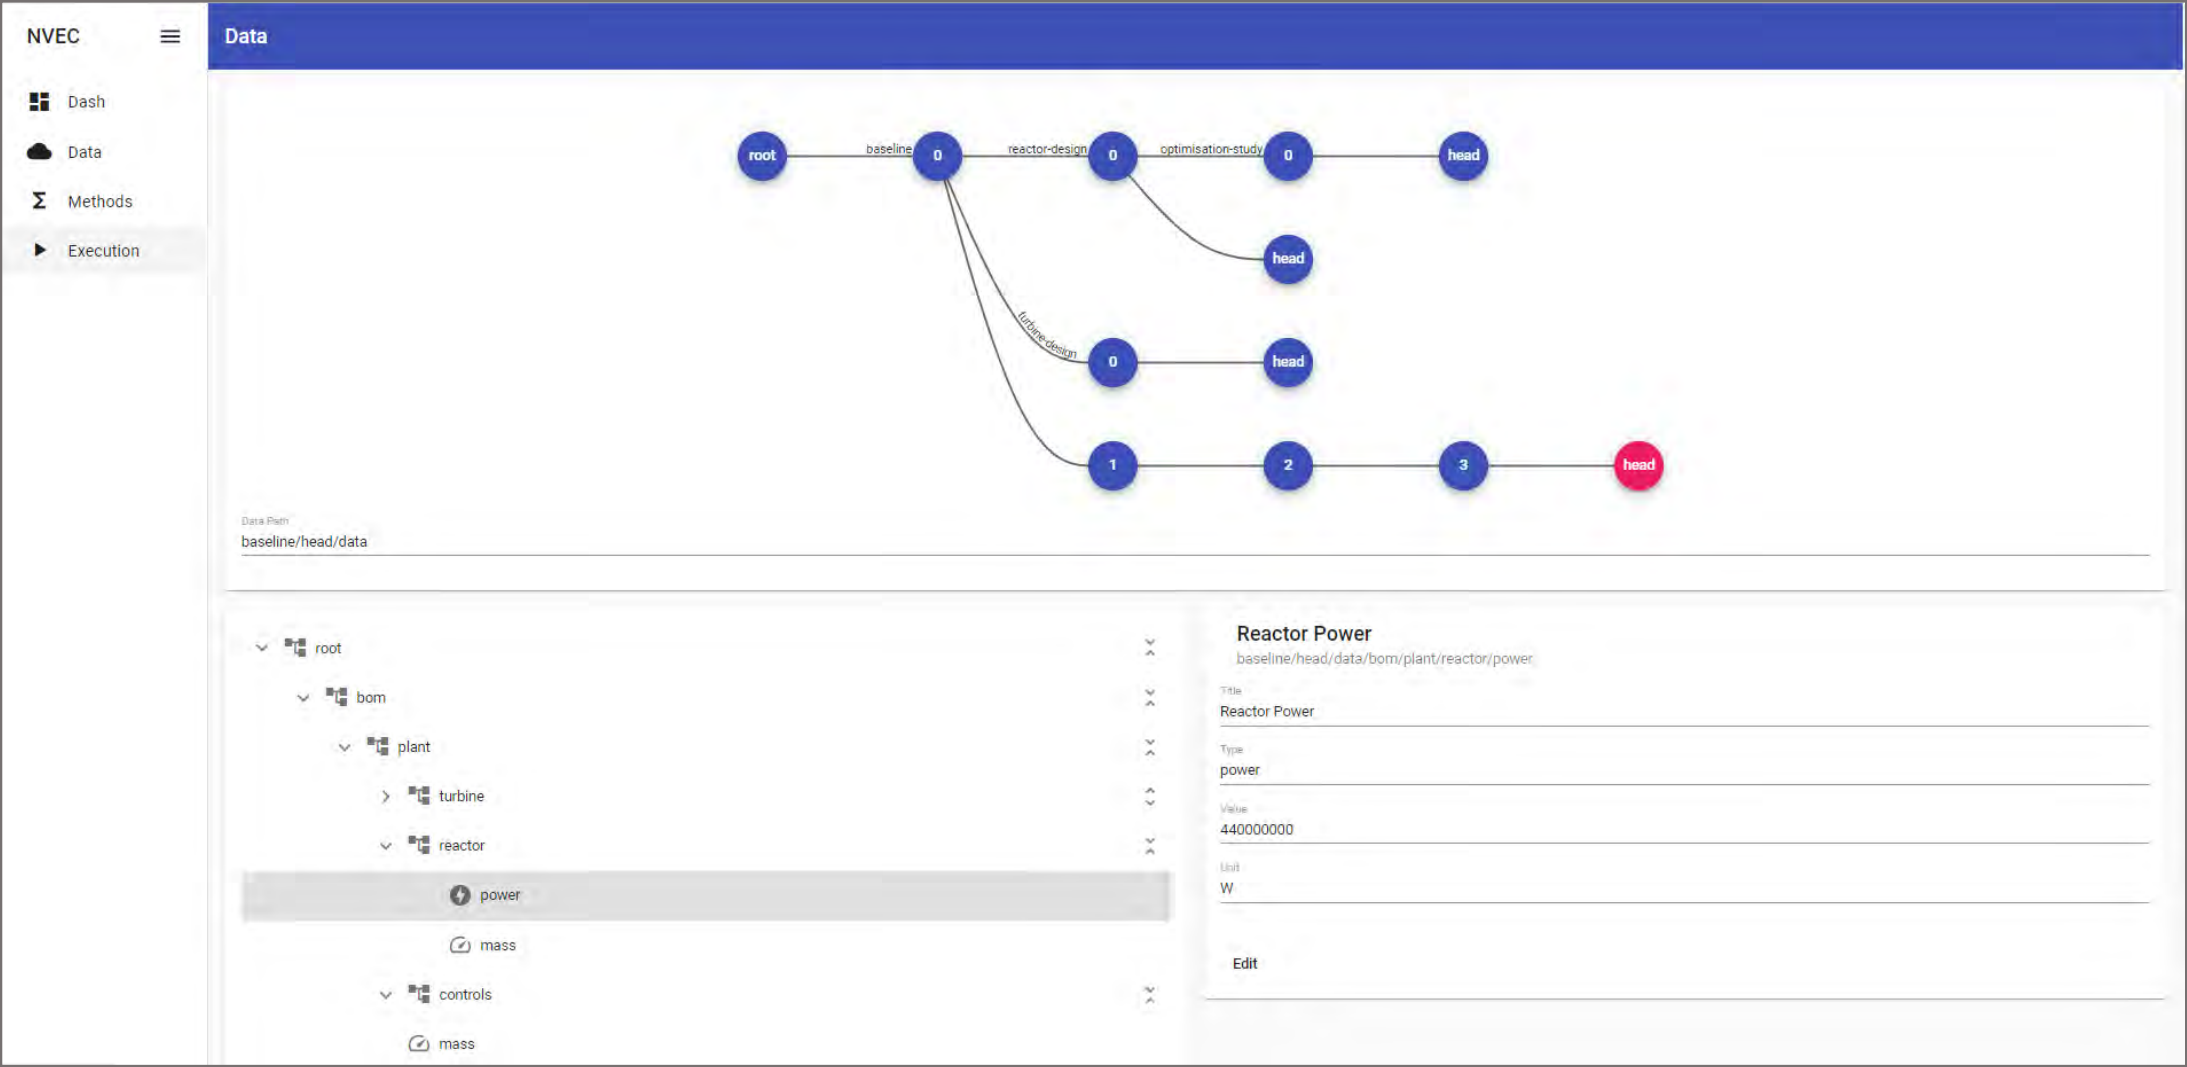 NVEC
Data
Dash
Data
Methods
Execution
root
baseline
0
reactor-design
0
optimisation-study
0
head
head
turbine-design
0
head
1
2
3
head
Data Path
baseline/head/data
root
bom
plant
turbine
reactor
power
mass
controls
mass
Reactor Power
baseline/head/data/bom/plant/reactor/power
Title
Reactor Power
Type
power
Value
440000000
Unit
W
Edit